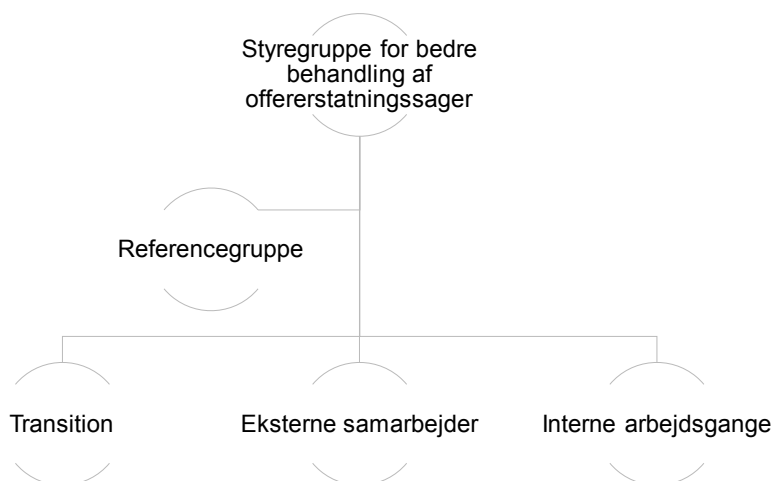 Styregruppe for bedre
behandling af
offererstatningssager
Referencegruppe
Transition
Eksterne samarbejder
Interne arbejdsgange